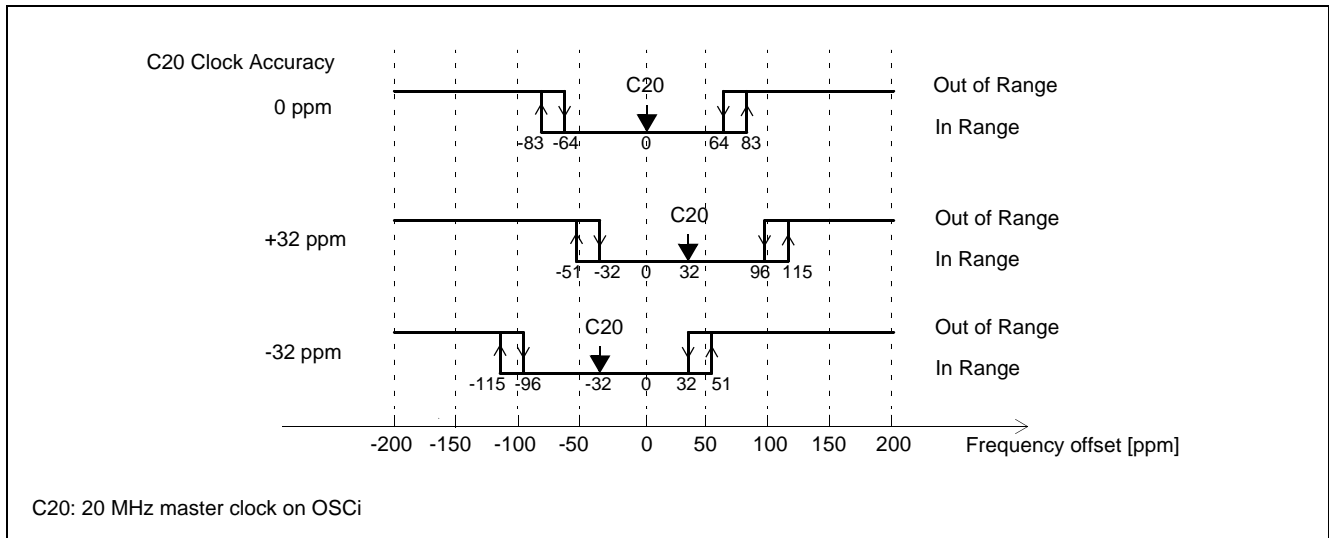 C20 Clock Accuracy
0 ppm
C20
Out of Range
In Range
-83 -64 0 64 83
+32 ppm
C20
Out of Range
In Range
-51 -32 0 32 96 115
-32 ppm
C20
Out of Range
In Range
-115 -96 -32 0 32 51
-200 -150 -100 -50 0 50 100 150 200
Frequency offset [ppm]
C20: 20 MHz master clock on OSCi